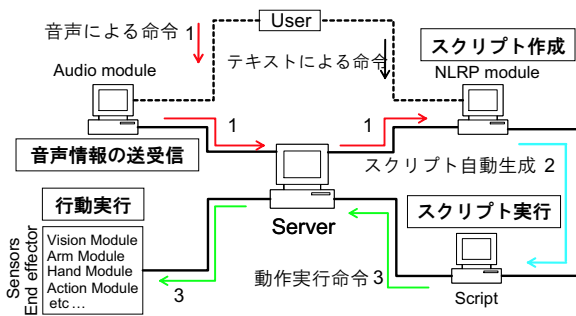 User
音声による命令 1
スクリプト作成
Audio module
テキストによる命令
NLRP module
1
1
音声情報の送受信
スクリプト自動生成 2
行動実行
Server
スクリプト実行
Sensors
End effector
Vision Module
Arm Module
Hand Module
Action Module
etc …
3
動作実行命令 3
Script